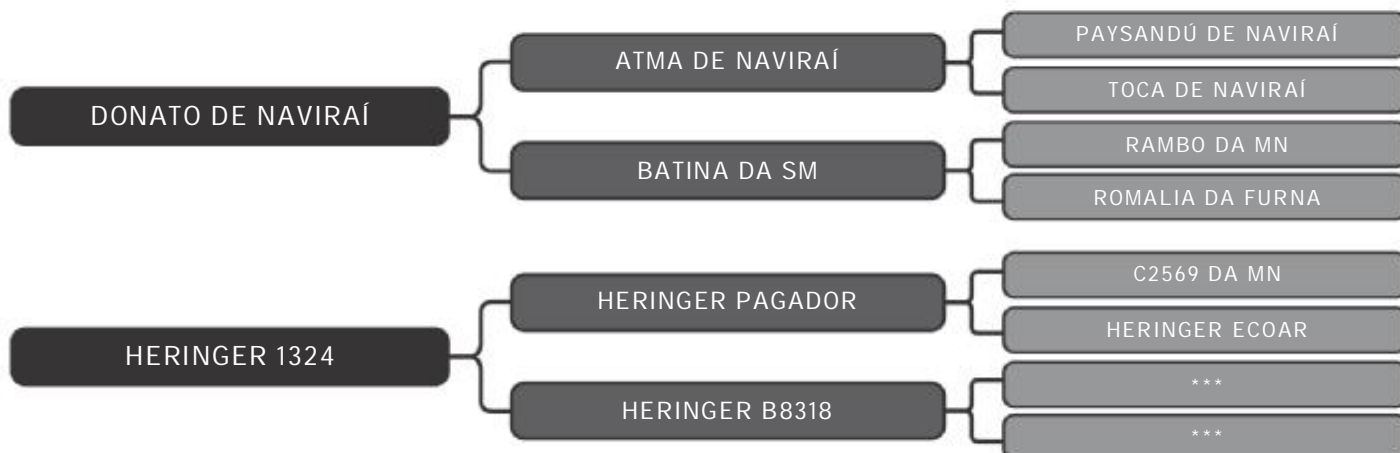 DONATO DE NAVIRAÍ
ATMA DE NAVIRAÍ
PAYSANDÚ DE NAVIRAÍ
TOCA DE NAVIRAÍ
BATINA DA SM
RAMBO DA MN
ROMALIA DA FURNA
HERINGER 1324
HERINGER PAGADOR
C2569 DA MN
HERINGER ECOAR
HERINGER B8318
***
***